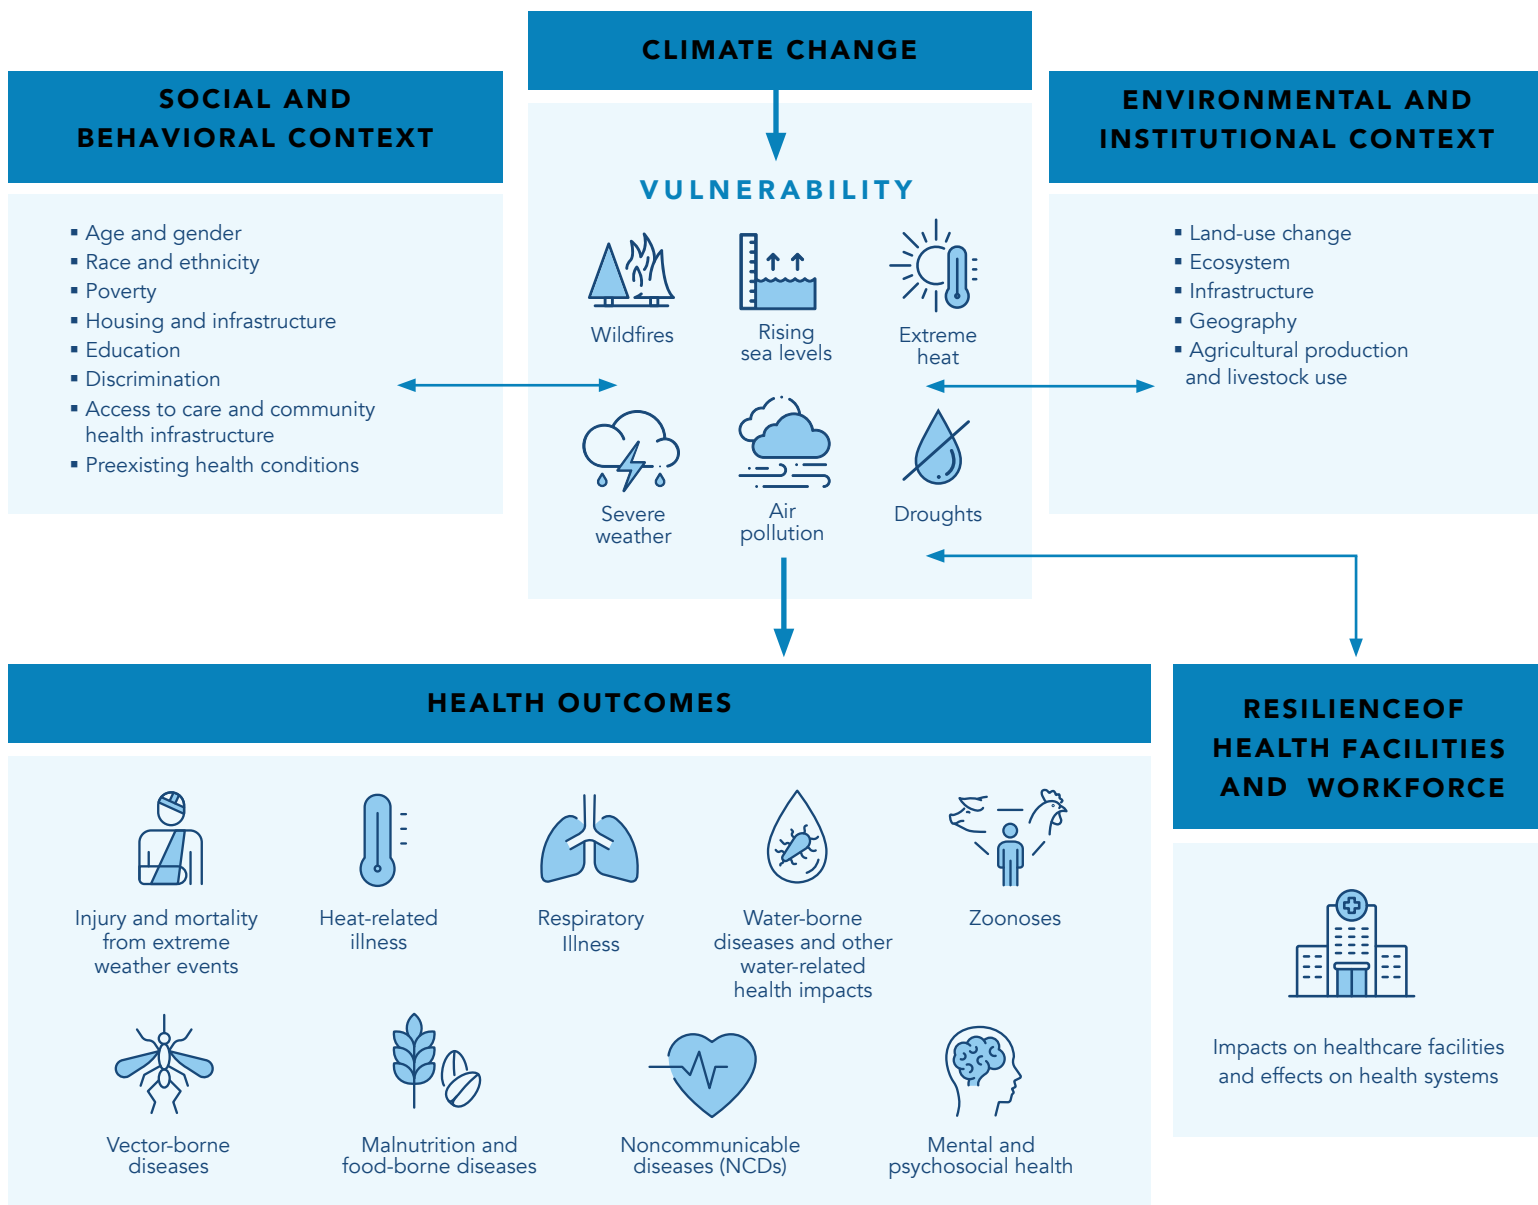 CLIMATE CHANGE
SOCIAL AND
BEHAVIORAL CONTEXT
▪ Age and gender
▪ Race and ethnicity
▪ Poverty
▪ Housing and infrastructure
▪ Education
▪ Discrimination
▪ Access to care and community
health infrastructure
▪ Preexisting health conditions
VULNERABILITY
Wildfires
Rising
sea levels
Extreme
heat
Severe
weather
Air
pollution
Droughts
ENVIRONMENTAL AND
INSTITUTIONAL CONTEXT
▪ Land-use change
▪ Ecosystem
▪ Infrastructure
▪ Geography
▪ Agricultural production
and livestock use
HEALTH OUTCOMES
Injury and mortality
from extreme
weather events
Heat-related
illness
Respiratory
Illness
Water-borne
diseases and other
water-related
health impacts
Zoonoses
Vector-borne
diseases
Malnutrition and
food-borne diseases
Noncommunicable
diseases (NCDs)
Mental and
psychosocial health
RESILIENCEOF
HEALTH FACILITIES
AND WORKFORCE
Impacts on healthcare facilities
and effects on health systems